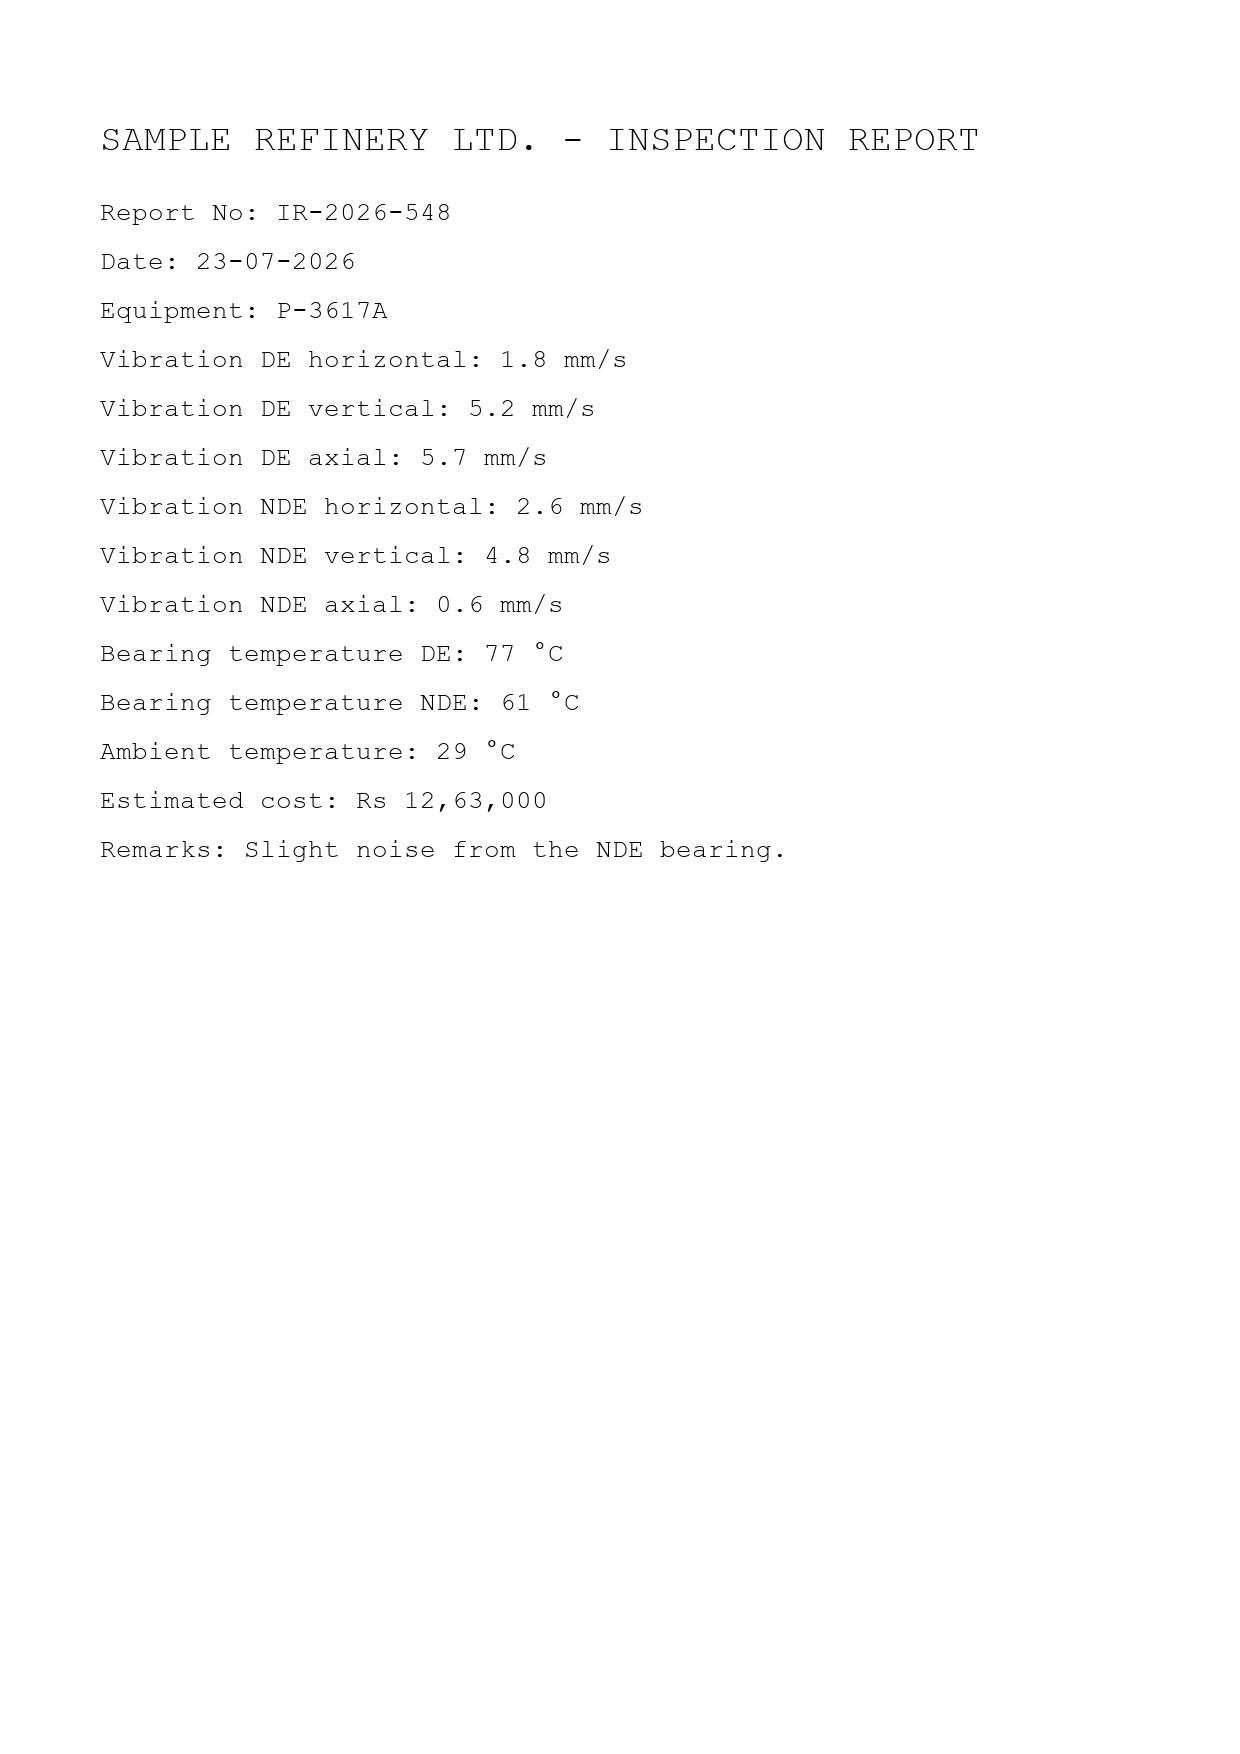 SAMPLE REFINERY LTD. - INSPECTION REPORT
Report No: IR-2026-548
Date: 23-07-2026
Equipment: P-3617A
Vibration DE horizontal: 1.8 mm/s
Vibration DE vertical: 5.2 mm/s
Vibration DE axial: 5.7 mm/s
Vibration NDE horizontal: 2.6 mm/s
Vibration NDE vertical: 4.8 mm/s
Vibration NDE axial: 0.6 mm/s
Bearing temperature DE: 77 °C
Bearing temperature NDE: 61 °C
Ambient temperature: 29 °C
Estimated cost: Rs 12,63,000
Remarks: Slight noise from the NDE bearing.